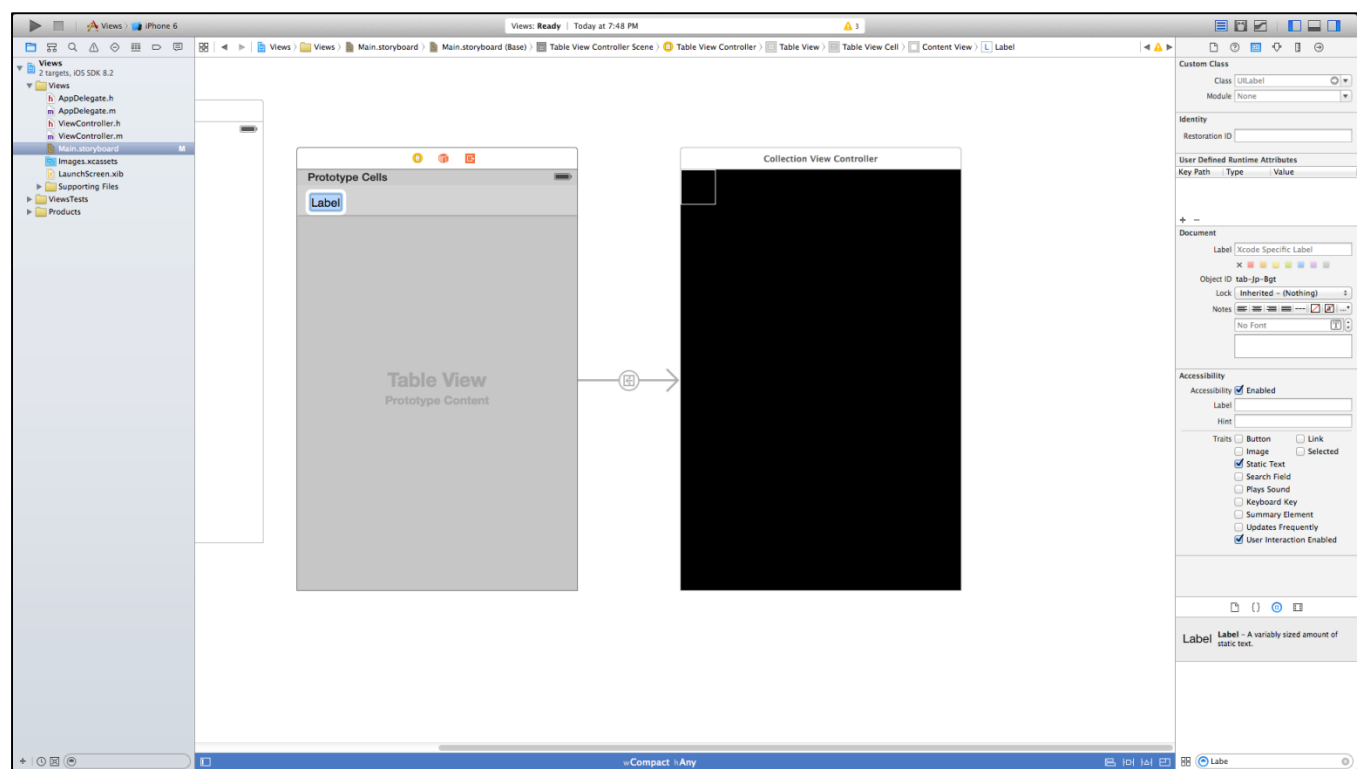 Views › iPhone 6
Views: Ready | Today at 7:48 PM
3
Views › Views › Main.storyboard › Main.storyboard (Base) › Table View Controller Scene › Table View Controller › Table View › Table View Cell › Content View › L Label
Views
2 targets, iOS SDK 8.2
Views
h AppDelegate.h
m AppDelegate.m
h ViewController.h
m ViewController.m
Main.storyboard M
Images.xcassets
LaunchScreen.xib
Supporting Files
ViewsTests
Products
Prototype Cells
Label
Table View
Prototype Content
Collection View Controller
wCompact hAny
Custom Class
Class UILabel
Module None
Identity
Restoration ID
User Defined Runtime Attributes
Key Path Type Value
+ −
Document
Label Xcode Specific Label
Object ID tab-Jp-Bgt
Lock Inherited - (Nothing)
Notes
No Font
Accessibility
Accessibility Enabled
Label
Hint
Traits Button Link
Image Selected
Static Text
Search Field
Plays Sound
Keyboard Key
Summary Element
Updates Frequently
User Interaction Enabled
Label Label - A variably sized amount of
static text.
Labe